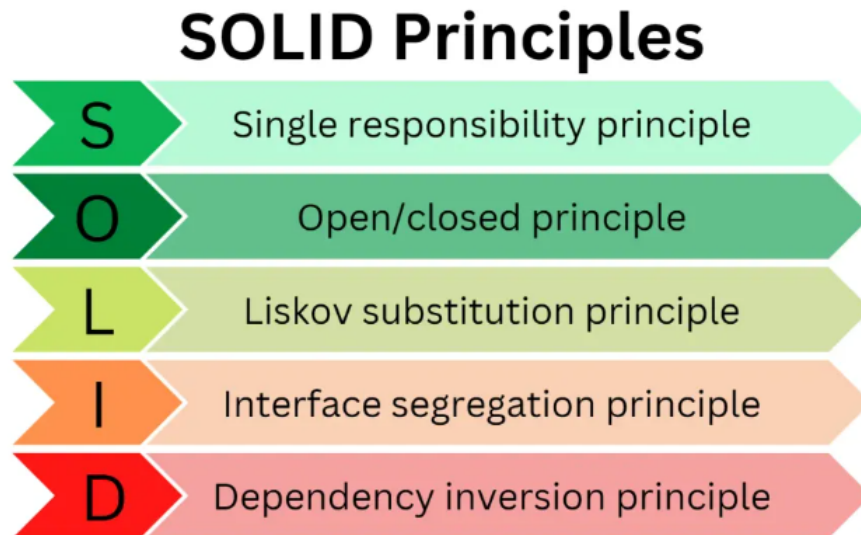 SOLID Principles
S Single responsibility principle
O Open/closed principle
L Liskov substitution principle
I Interface segregation principle
D Dependency inversion principle